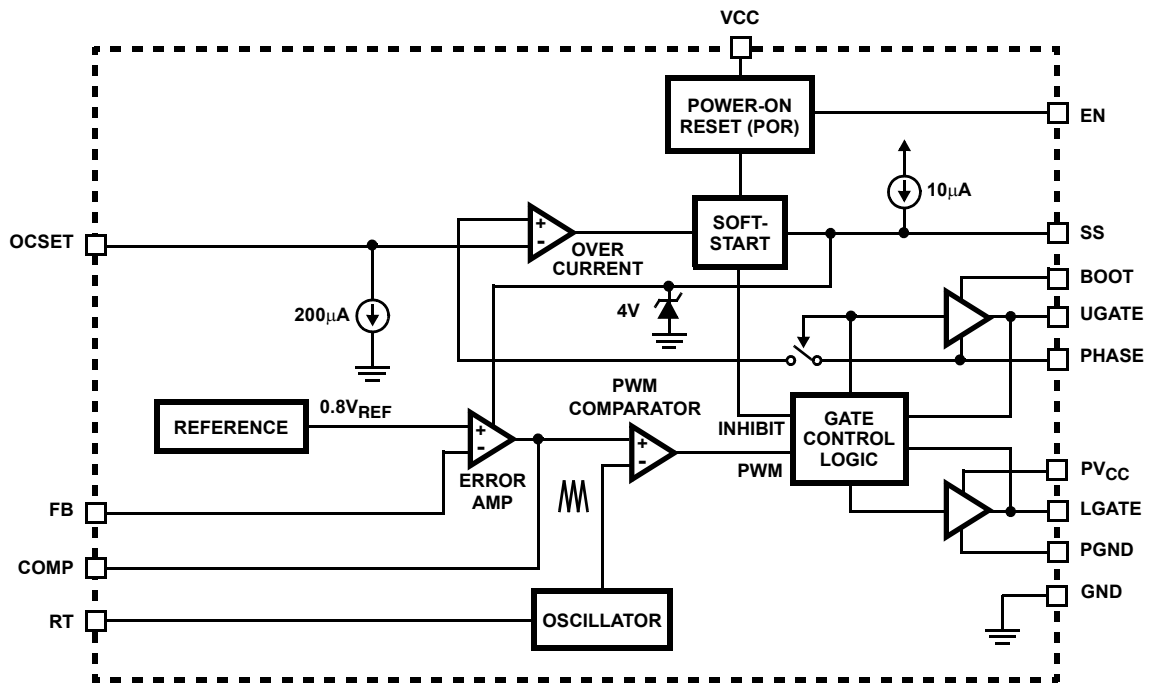 VCC
POWER-ON
RESET (POR)
EN
10μA
SOFT-
START
SS
OCSET
+
-
OVER
CURRENT
BOOT
200μA
4V
UGATE
PHASE
PWM
COMPARATOR
REFERENCE
0.8VREF
+
-
ERROR
AMP
+
-
INHIBIT
PWM
GATE
CONTROL
LOGIC
PVCC
FB
LGATE
COMP
PGND
GND
RT
OSCILLATOR